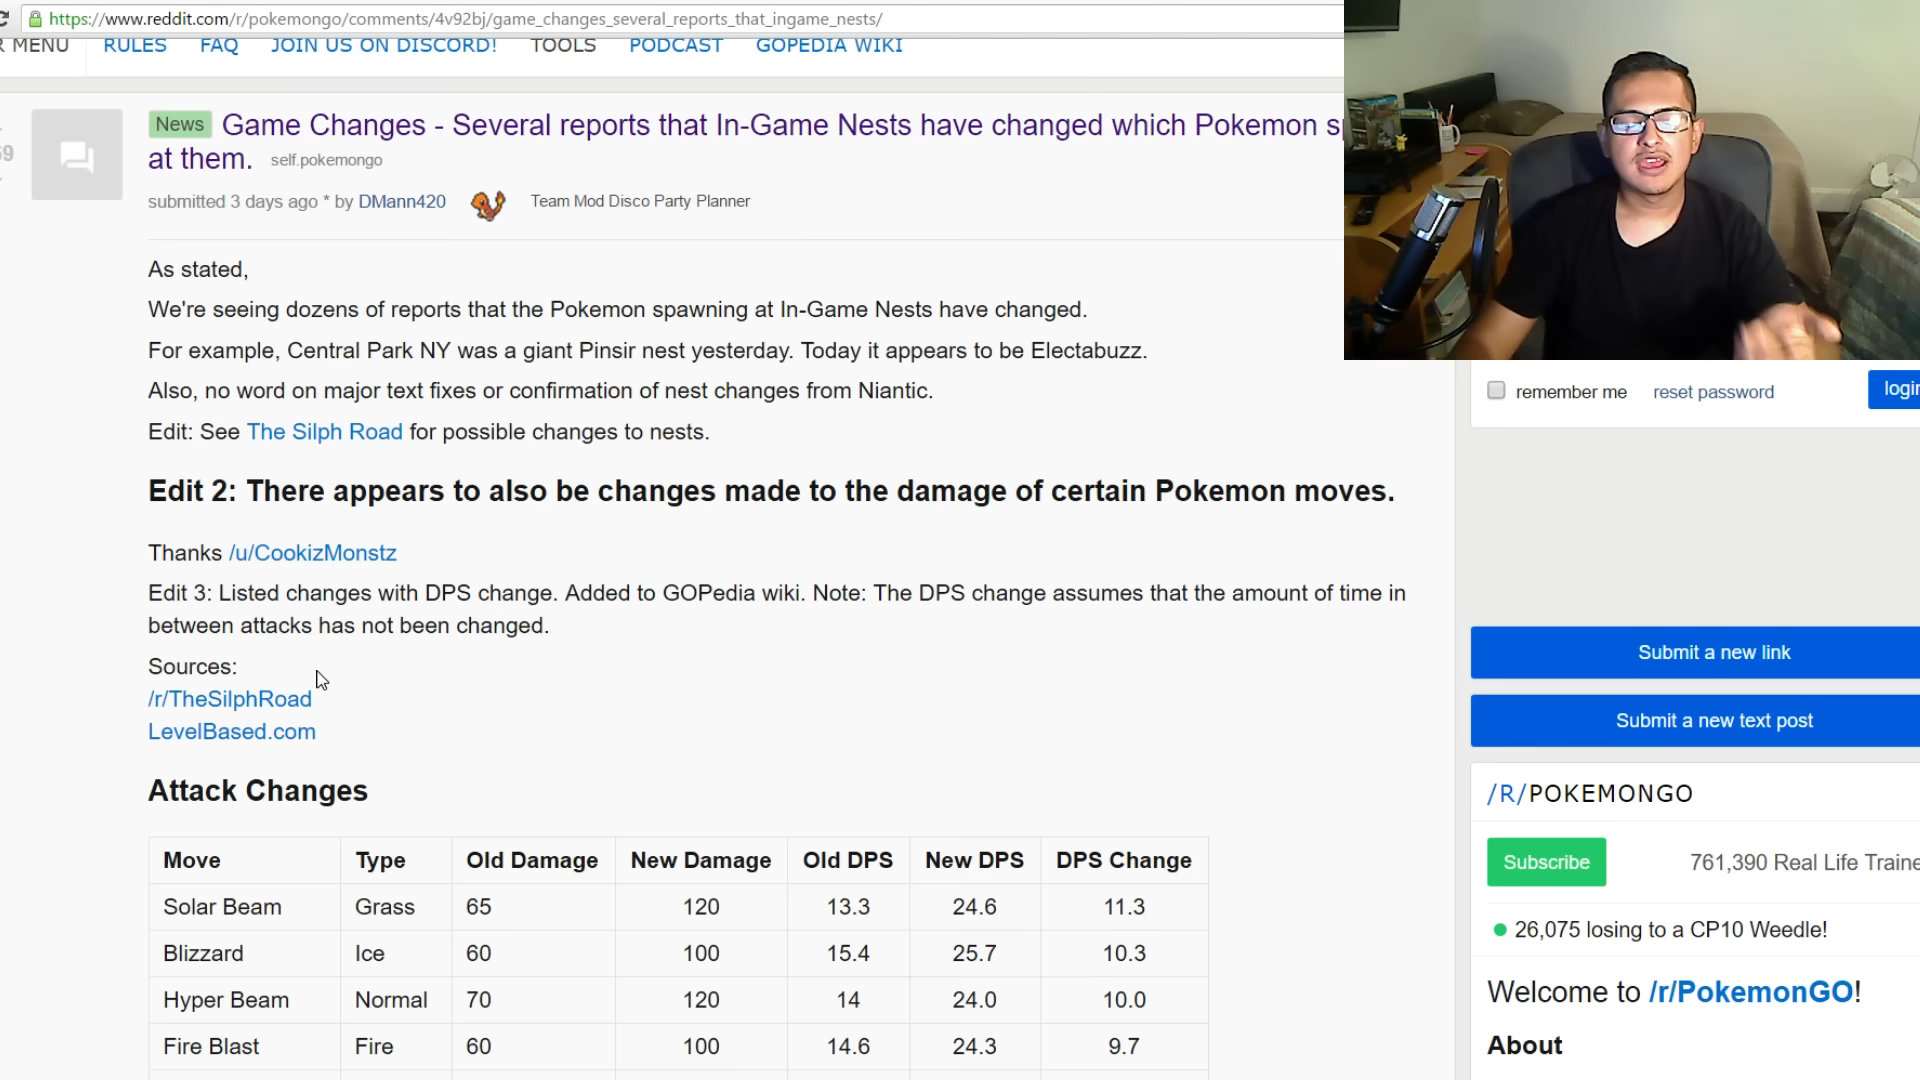 https://www.reddit.com/r/pokemongo/comments/4v92bj/game_changes_several_reports_that_ingame_nests/
MENU RULES FAQ JOIN US ON DISCORD! TOOLS PODCAST GOPEDIA WIKI
News Game Changes - Several reports that In-Game Nests have changed which Pokemon
at them. self.pokemongo
submitted 3 days ago * by DMann420 Team Mod Disco Party Planner
As stated,
We're seeing dozens of reports that the Pokemon spawning at In-Game Nests have changed.
For example, Central Park NY was a giant Pinsir nest yesterday. Today it appears to be Electabuzz.
Also, no word on major text fixes or confirmation of nest changes from Niantic.
Edit: See The Silph Road for possible changes to nests.
Edit 2: There appears to also be changes made to the damage of certain Pokemon moves.
Thanks /u/CookizMonstz
Edit 3: Listed changes with DPS change. Added to GOPedia wiki. Note: The DPS change assumes that the amount of time in
between attacks has not been changed.
Sources:
/r/TheSilphRoad
LevelBased.com
Attack Changes
Move Type Old Damage New Damage Old DPS New DPS DPS Change
Solar Beam Grass 65 120 13.3 24.6 11.3
Blizzard Ice 60 100 15.4 25.7 10.3
Hyper Beam Normal 70 120 14 24.0 10.0
Fire Blast Fire 60 100 14.6 24.3 9.7
remember me reset password login
Submit a new link
Submit a new text post
/R/POKEMONGO
Subscribe 761,390 Real Life Traine
26,075 losing to a CP10 Weedle!
Welcome to /r/PokemonGO!
About